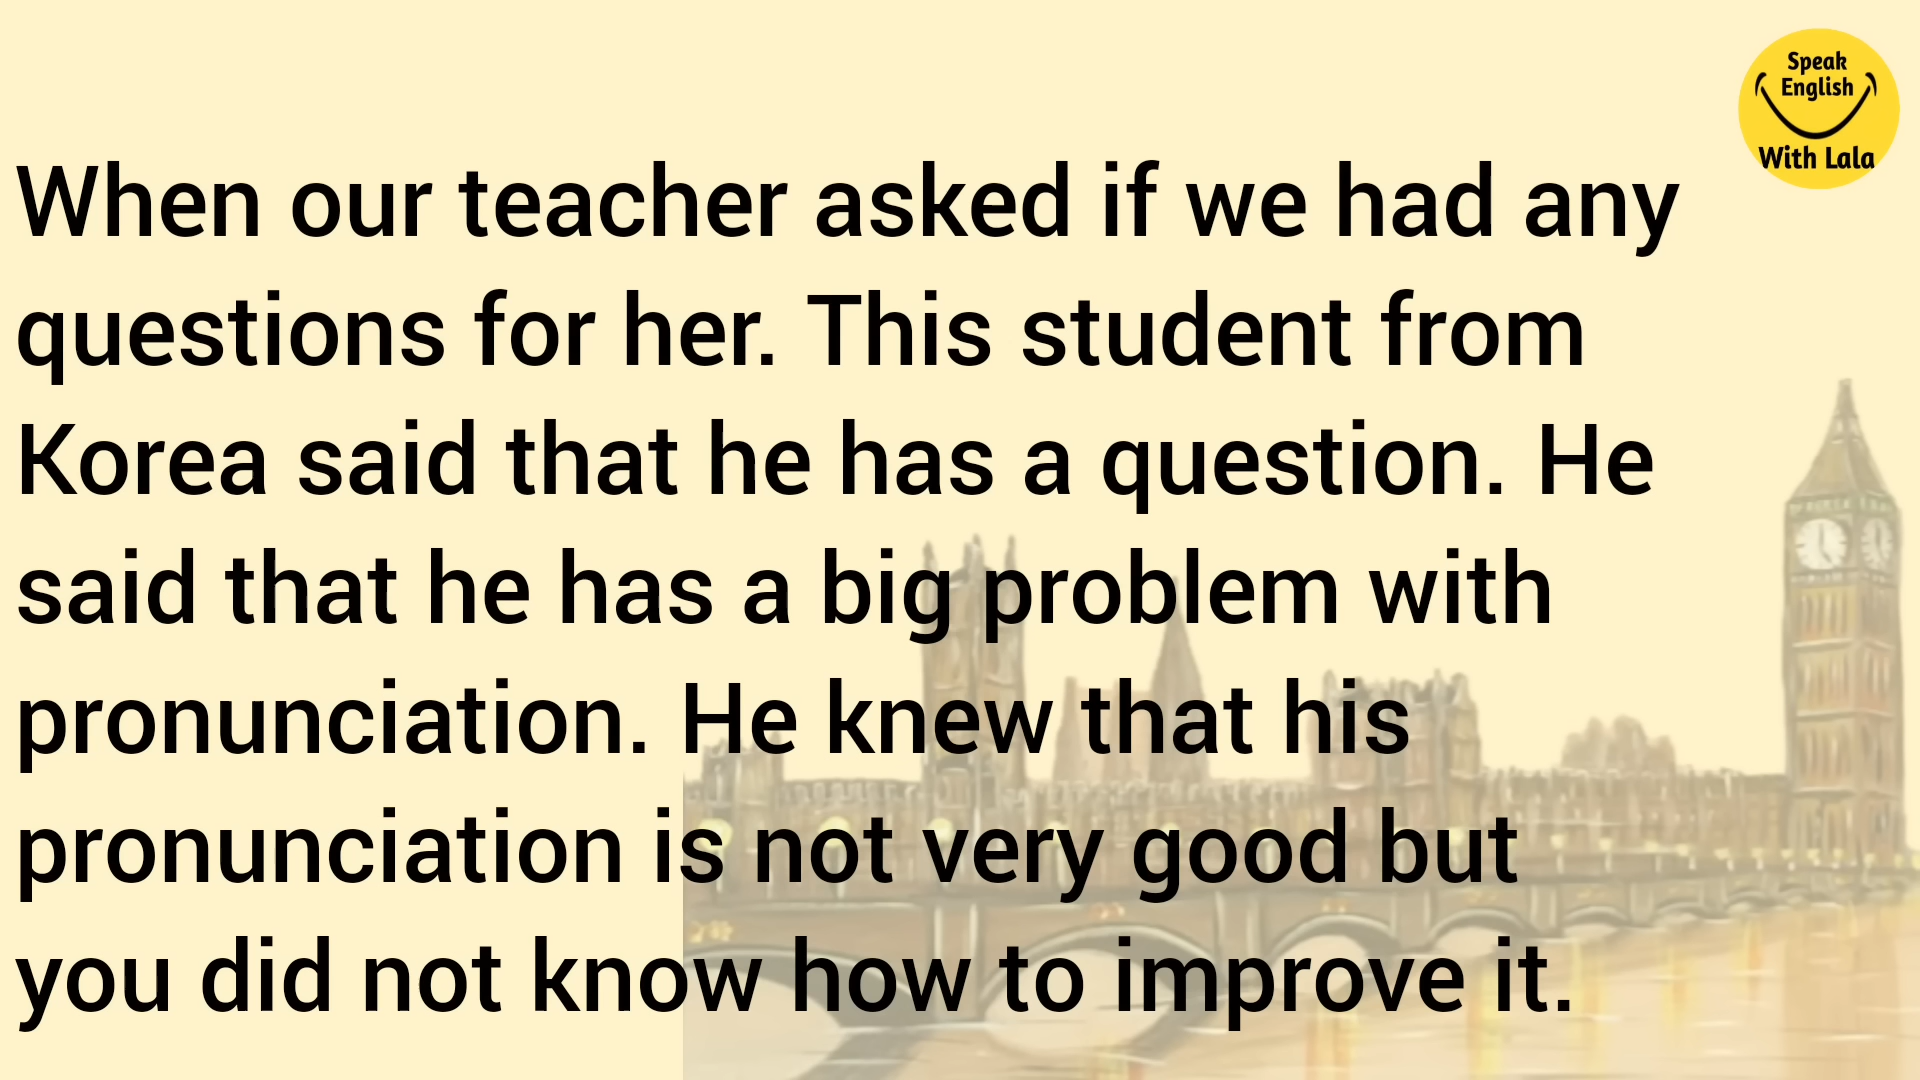 Speak
English
With Lala
When our teacher asked if we had any
questions for her. This student from
Korea said that he has a question. He
said that he has a big problem with
pronunciation. He knew that his
pronunciation is not very good but
you did not know how to improve it.